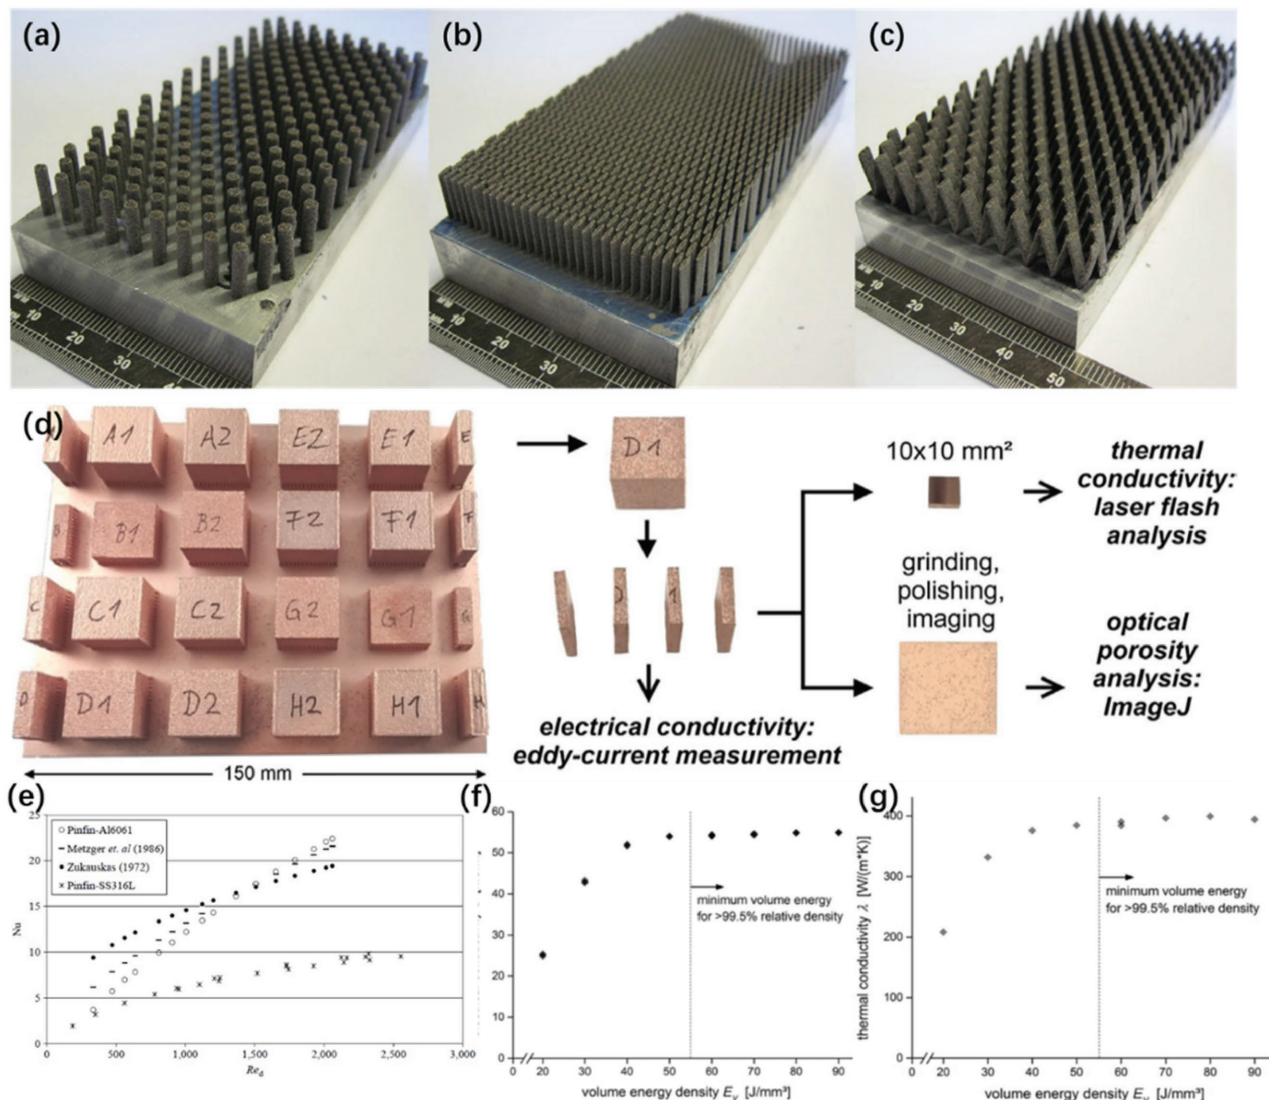 (a)
(b)
(c)
10
20
30
10
20
30
40
10
20
30
40
50
(d)
A1
A2
E2
E1
E
B
B1
B2
F2
F1
F
C
C1
C2
G2
G1
G
D
D1
D2
H2
H1
H
150 mm
D1
D
1
electrical conductivity:
eddy-current measurement
10x10 mm²
thermal
conductivity:
laser flash
analysis
grinding,
polishing,
imaging
optical
porosity
analysis:
ImageJ
(e)
25
20
15
10
5
0
Nu
Pinfin-Al6061
Metzger et. al (1986)
Zukauskas (1972)
Pinfin-SS316L
0
500
1,000
1,500
2,000
2,500
3,000
Re_d
(f)
60
50
40
30
20
10
0
minimum volume energy
for >99.5% relative density
0
20
30
40
50
60
70
80
90
volume energy density E_v [J/mm³]
(g)
400
300
200
100
0
thermal conductivity λ [W/(m*K)]
minimum volume energy
for >99.5% relative density
0
20
30
40
50
60
70
80
90
volume energy density E_v [J/mm³]